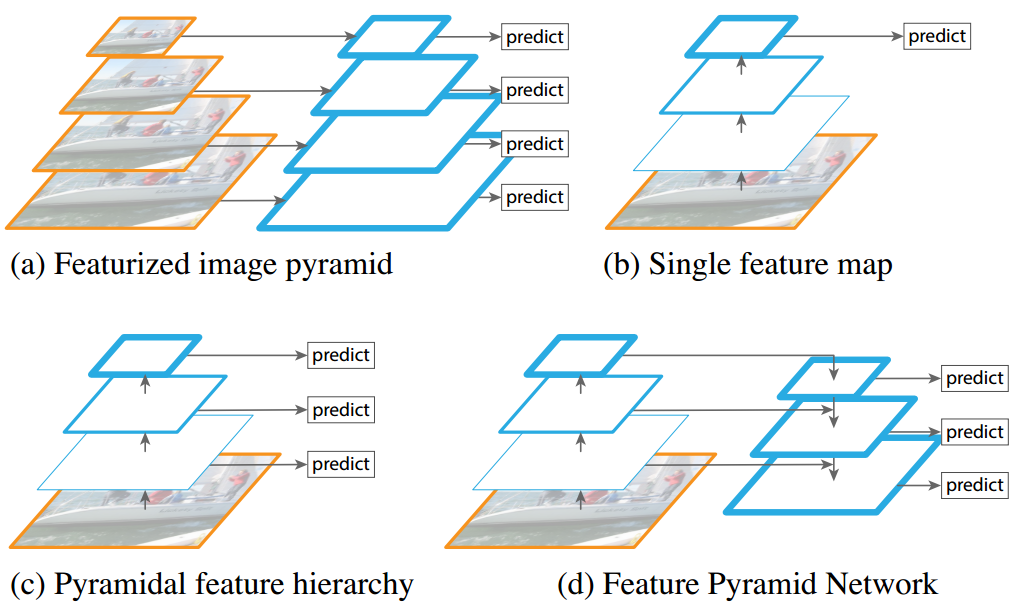 predict
predict
predict
predict
(a) Featurized image pyramid
predict
(b) Single feature map
predict
predict
predict
(c) Pyramidal feature hierarchy
predict
predict
predict
(d) Feature Pyramid Network